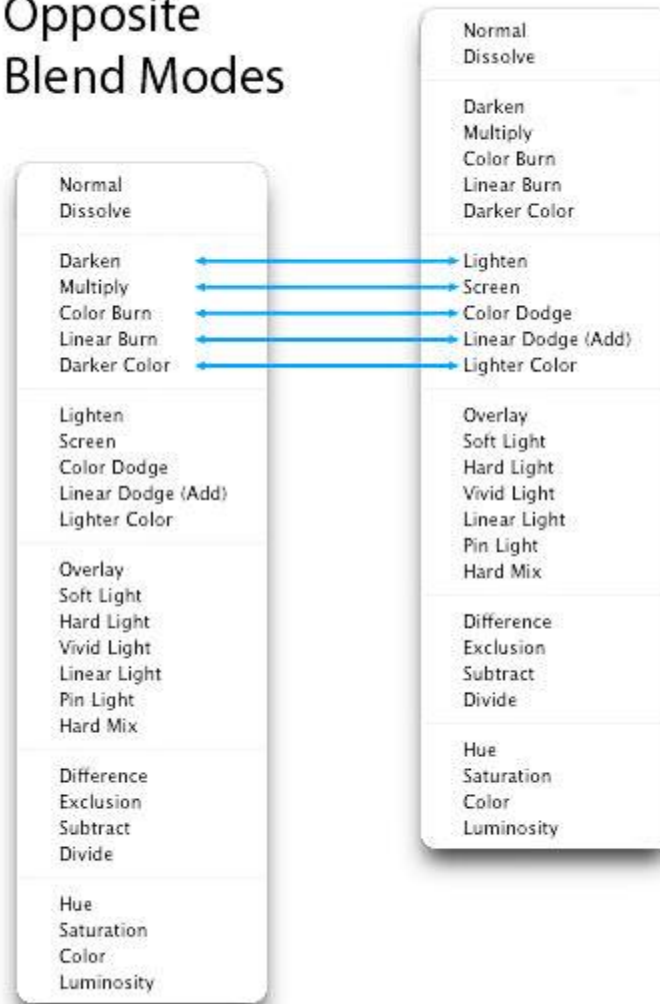 Opposite
Blend Modes
Normal
Dissolve
Darken
Multiply
Color Burn
Linear Burn
Darker Color
Lighten
Screen
Color Dodge
Linear Dodge (Add)
Lighter Color
Overlay
Soft Light
Hard Light
Vivid Light
Linear Light
Pin Light
Hard Mix
Difference
Exclusion
Subtract
Divide
Hue
Saturation
Color
Luminosity
Normal
Dissolve
Darken
Multiply
Color Burn
Linear Burn
Darker Color
Lighten
Screen
Color Dodge
Linear Dodge (Add)
Lighter Color
Overlay
Soft Light
Hard Light
Vivid Light
Linear Light
Pin Light
Hard Mix
Difference
Exclusion
Subtract
Divide
Hue
Saturation
Color
Luminosity